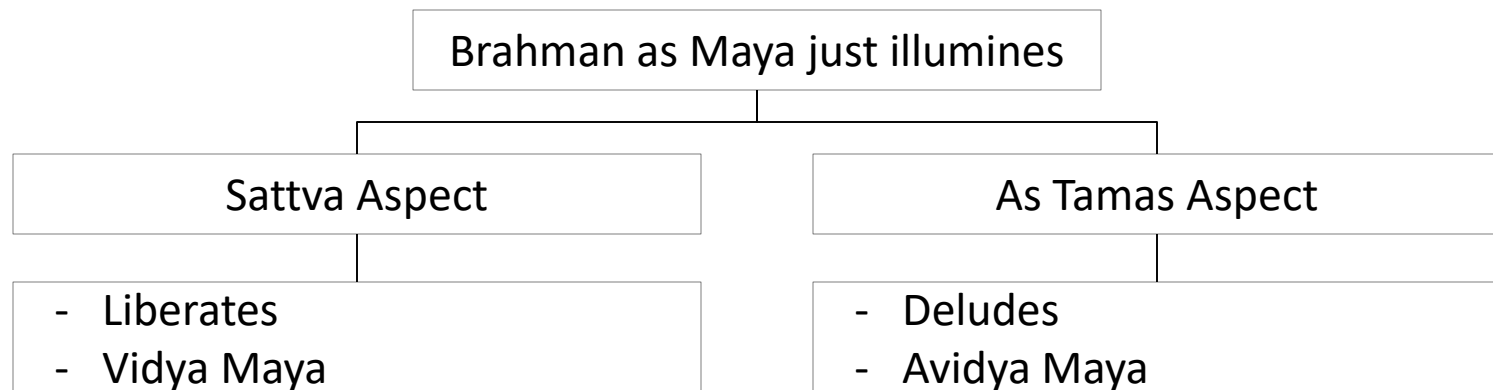 Brahman as Maya just illumines
Sattva Aspect
As Tamas Aspect
- Liberates
- Vidya Maya
- Deludes
- Avidya Maya